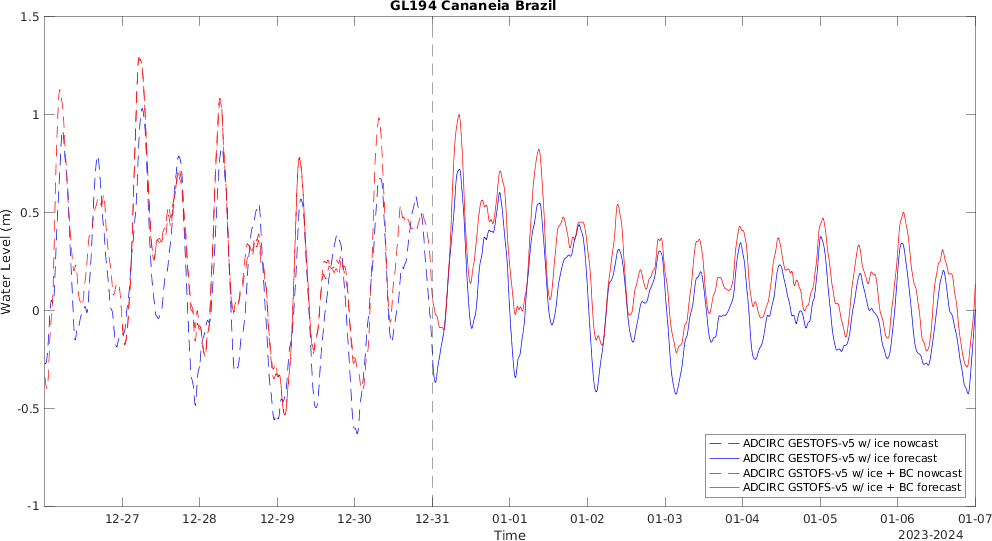 GL194 Cananeia Brazil
1.5
1
0.5
0
-0.5
-1
Water Level (m)
12-27 12-28 12-29 12-30 12-31 01-01 01-02 01-03 01-04 01-05 01-06 01-07
Time
2023-2024
ADCIRC GESTOFS-v5 w/ ice nowcast
ADCIRC GESTOFS-v5 w/ ice forecast
ADCIRC GSTOFS-v5 w/ ice + BC nowcast
ADCIRC GSTOFS-v5 w/ ice + BC forecast